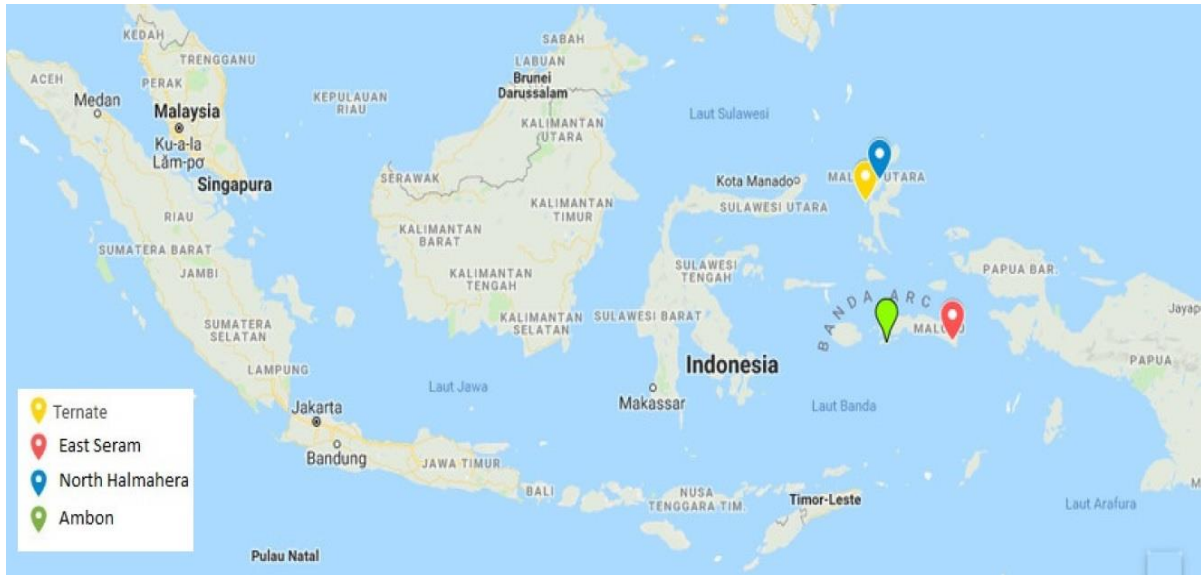 KEDAH
TRENGGANU
ACEH
PERAK
Medan
Malaysia
Ku-a-la
Lăm-pơ
KEPULAUAN
RIAU
SABAH
LABUAN
Brunei
Darussalam
KALIMANTAN
UTARA
Laut Sulawesi
Singapura
SERAWAK
Kota Manado
SULAWESI UTARA
UTARA
RIAU
KALIMANTAN
TIMUR
KALIMANTAN
BARAT
SUMATERA BARAT
JAMBI
KALIMANTAN
TENGAH
SULAWESI
TENGAH
PAPUA BAR.
BANDA ARC
SUMATERA
SELATAN
KALIMANTAN
SELATAN
SULAWESI BARAT
Indonesia
PAPUA
LAMPUNG
Laut Jawa
Makassar
Laut Banda
Jakarta
Bandung
JAWA TIMUR
BALI
NUSA
TENGGARA TIM.
Timor-Leste
Laut Arafura
Pulau Natal
Ternate
East Seram
North Halmahera
Ambon